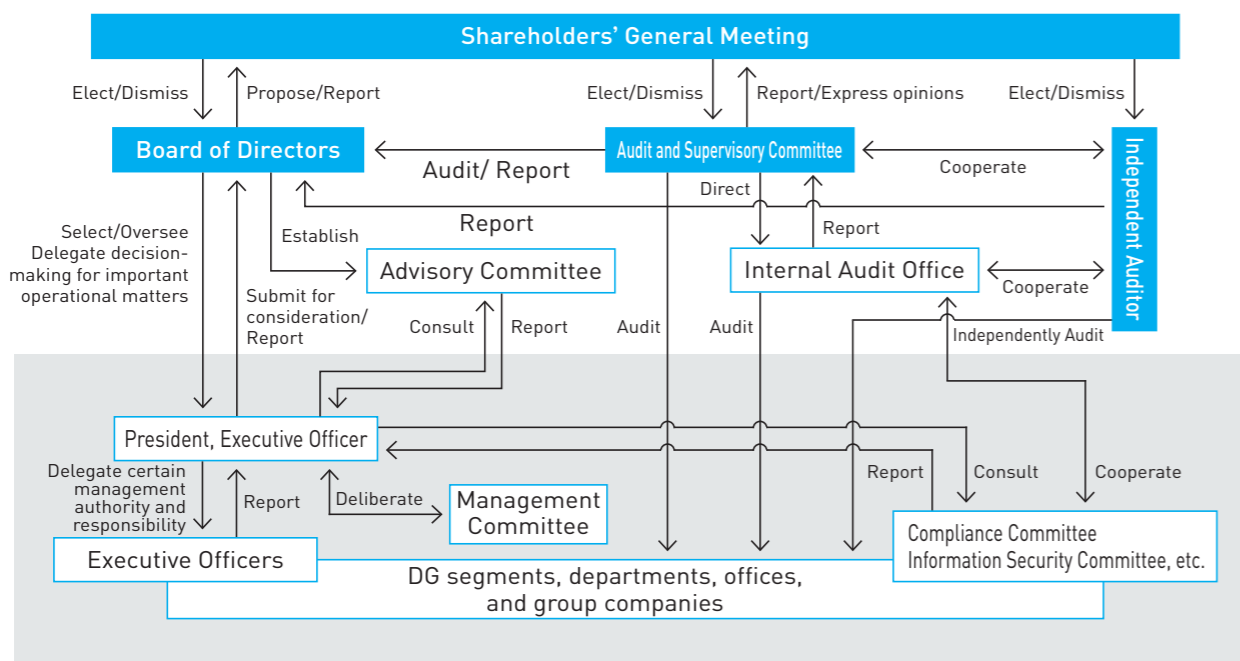 Shareholders' General Meeting
Elect/Dismiss
Propose/Report
Elect/Dismiss
Report/Express opinions
Elect/Dismiss
Board of Directors
Audit and Supervisory Committee
Independent Auditor
Audit/ Report
Cooperate
Direct
Report
Report
Select/Oversee
Delegate decision-
making for important
operational matters
Establish
Advisory Committee
Internal Audit Office
Cooperate
Submit for
consideration/
Report
Consult
Report
Audit
Audit
Independently Audit
President, Executive Officer
Delegate certain
management
authority and
responsibility
Report
Deliberate
Management
Committee
Report
Consult
Cooperate
Executive Officers
Compliance Committee
Information Security Committee, etc.
DG segments, departments, offices,
and group companies